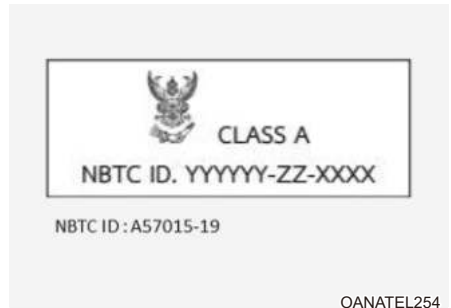 CLASS A
NBTC ID. YYYYYY-ZZ-XXXX
NBTC ID : A57015-19
OANATEL254